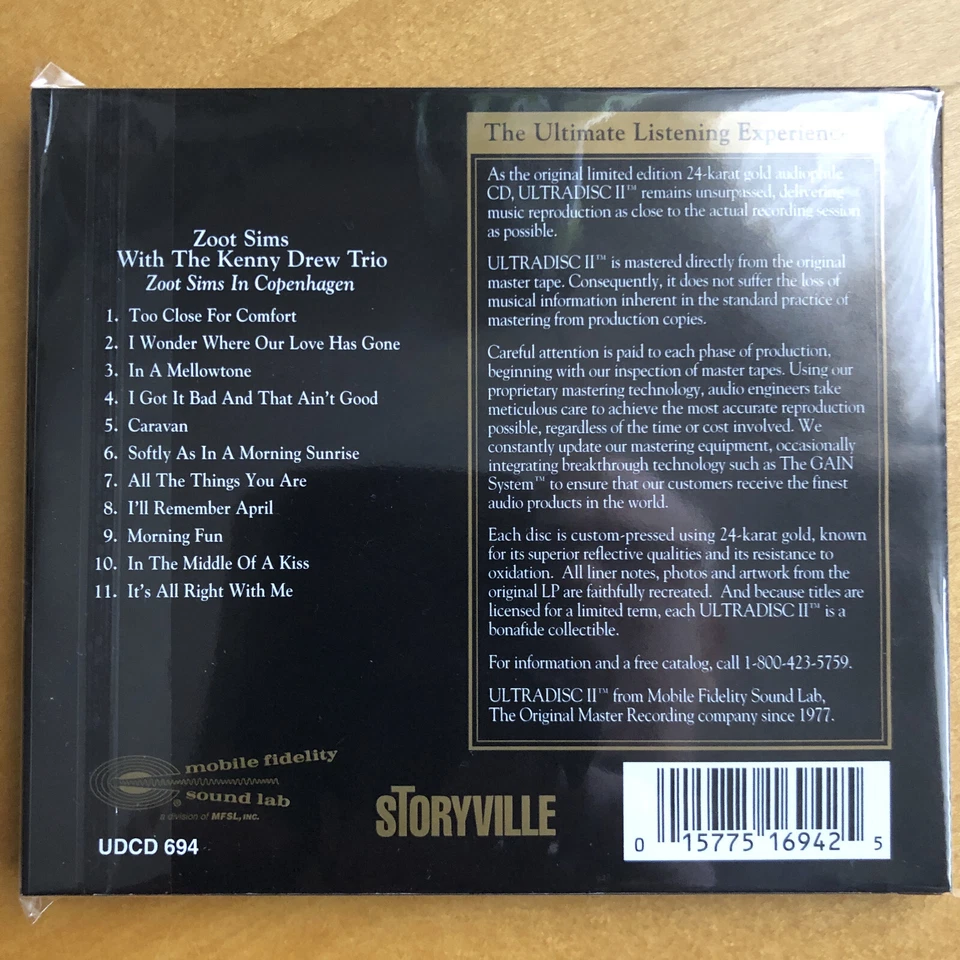 Zoot Sims
With The Kenny Drew Trio
Zoot Sims In Copenhagen
1. Too Close For Comfort
2. I Wonder Where Our Love Has Gone
3. In A Mellowtone
4. I Got It Bad And That Ain't Good
5. Caravan
6. Softly As In A Morning Sunrise
7. All The Things You Are
8. I'll Remember April
9. Morning Fun
10. In The Middle Of A Kiss
11. It's All Right With Me
The Ultimate Listening Experience
As the original limited edition 24-karat gold audiophile
CD, ULTRADISC II™ remains unsurpassed, delivering
music reproduction as close to the actual recording session
as possible.
ULTRADISC II™ is mastered directly from the original
master tape. Consequently, it does not suffer the loss of
musical information inherent in the standard practice of
mastering from production copies.
Careful attention is paid to each phase of production,
beginning with our inspection of master tapes. Using our
proprietary mastering technology, audio engineers take
meticulous care to achieve the most accurate reproduction
possible, regardless of the time or cost involved. We
constantly update our mastering equipment, occasionally
integrating breakthrough technology such as The GAIN
System™ to ensure that our customers receive the finest
audio products in the world.
Each disc is custom-pressed using 24-karat gold, known
for its superior reflective qualities and its resistance to
oxidation. All liner notes, photos and artwork from the
original LP are faithfully recreated. And because titles are
licensed for a limited term, each ULTRADISC II™ is a
bonafide collectible.
For information and a free catalog, call 1-800-423-5759.
ULTRADISC II™ from Mobile Fidelity Sound Lab,
The Original Master Recording company since 1977.
mobile fidelity
® sound lab
a division of MFSL, INC.
UDCD 694
STORYVILLE
0 15775 16942 5